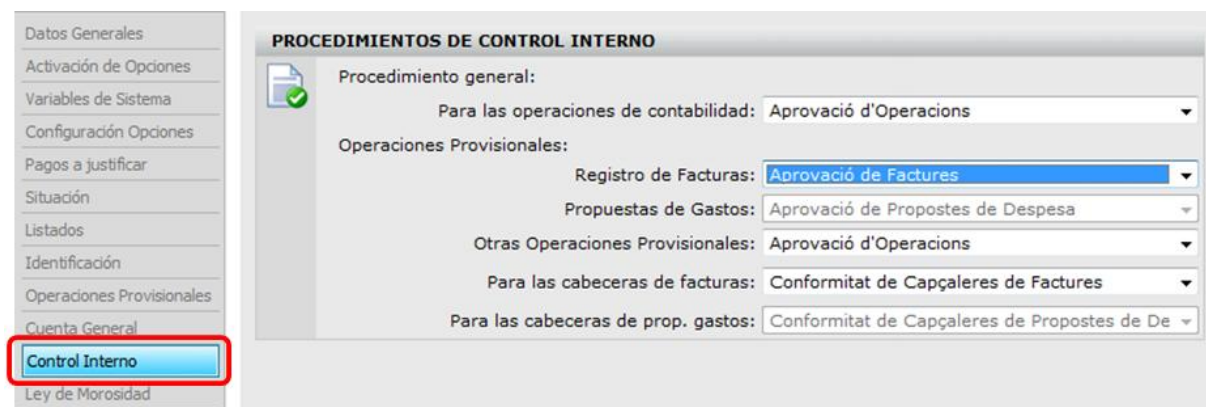 Datos Generales
Activación de Opciones
Variables de Sistema
Configuración Opciones
Pagos a justificar
Situación
Listados
Identificación
Operaciones Provisionales
Cuenta General
Control Interno
Ley de Morosidad
PROCEDIMIENTOS DE CONTROL INTERNO
Procedimiento general:
Para las operaciones de contabilidad: Aprovació d'Operacions
Operaciones Provisionales:
Registro de Facturas: Aprovació de Factures
Propuestas de Gastos: Aprovació de Propostes de Despesa
Otras Operaciones Provisionales: Aprovació d'Operacions
Para las cabeceras de facturas: Conformitat de Capçaleres de Factures
Para las cabeceras de prop. gastos: Conformitat de Capçaleres de Propostes de De